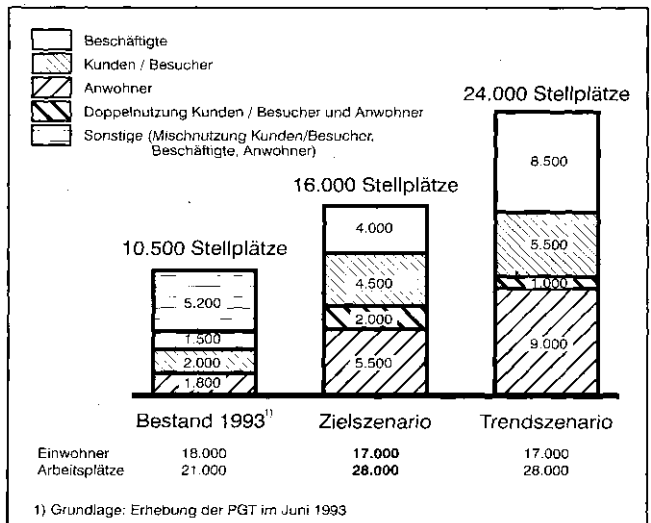 Beschäftigte
Kunden / Besucher
Anwohner
Doppelnutzung Kunden / Besucher und Anwohner
Sonstige (Mischnutzung Kunden/Besucher,
Beschäftigte, Anwohner)
24.000 Stellplätze
8.500
5.500
1.000
9.000
16.000 Stellplätze
4.000
4.500
2.000
5.500
10.500 Stellplätze
5.200
1.500
2.000
1.800
Bestand 1993¹⁾ Zielszenario Trendszenario
Einwohner 18.000 17.000 17.000
Arbeitsplätze 21.000 28.000 28.000
1) Grundlage: Erhebung der PGT im Juni 1993